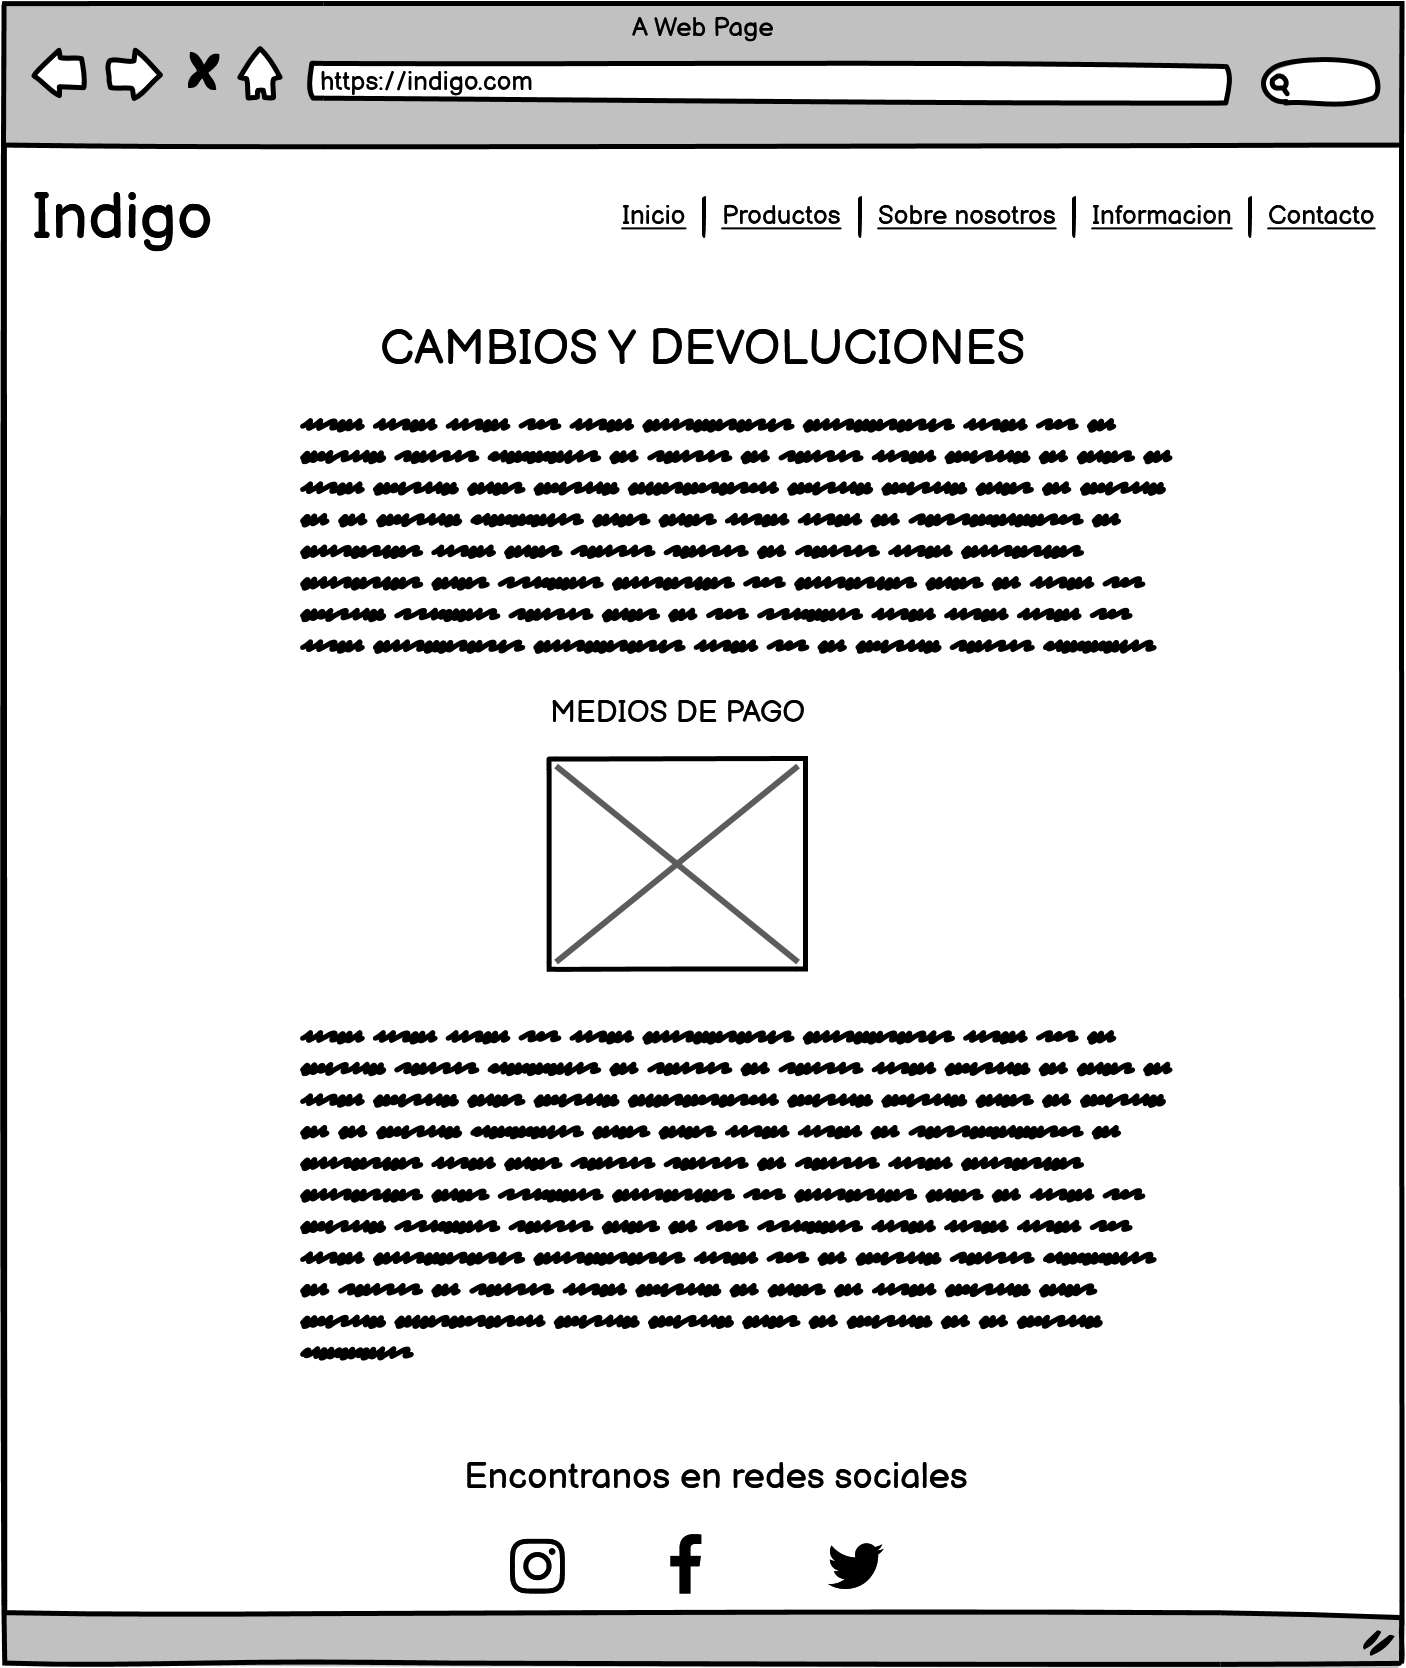 A Web Page
https://indigo.com
Indigo
Inicio | Productos | Sobre nosotros | Informacion | Contacto
CAMBIOS Y DEVOLUCIONES
MEDIOS DE PAGO
Encontranos en redes sociales